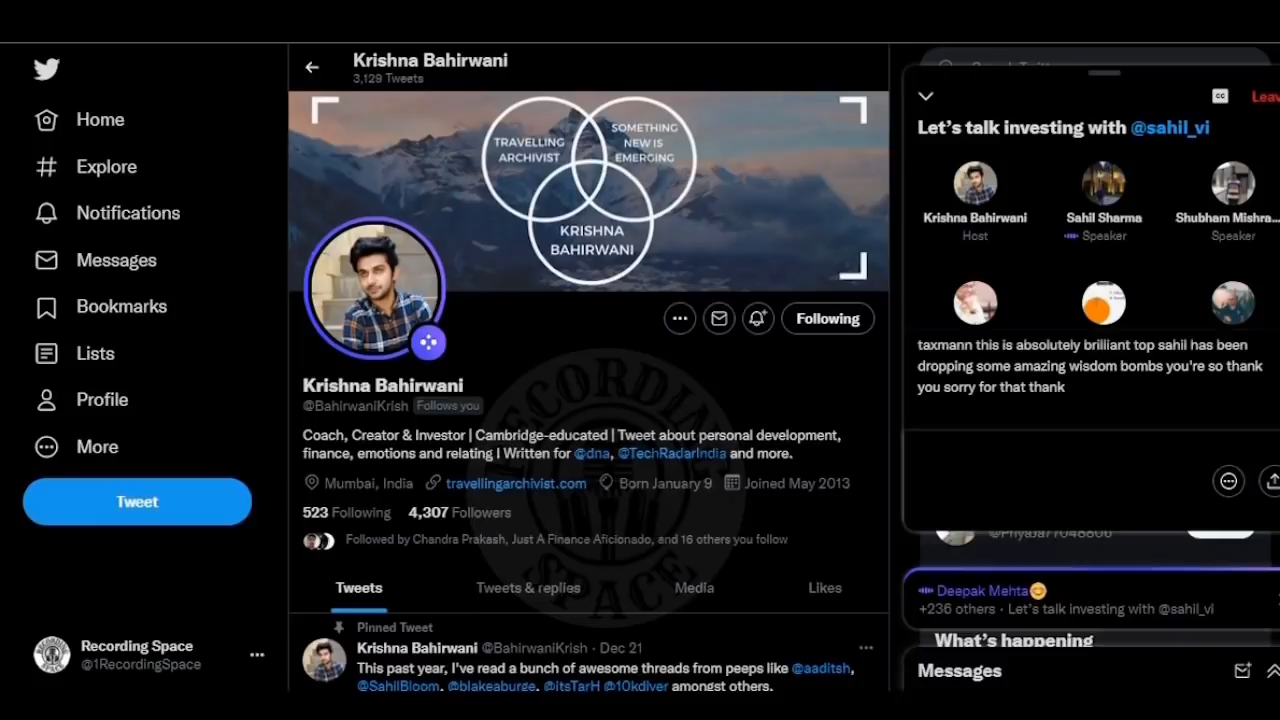 Home
Explore
Notifications
Messages
Bookmarks
Lists
Profile
More
Tweet
Recording Space
@1RecordingSpace
Krishna Bahirwani
3,129 Tweets
TRAVELLING
ARCHIVIST
SOMETHING
NEW IS
EMERGING
KRISHNA
BAHIRWANI
Following
Krishna Bahirwani
@BahirwaniKrish Follows you
Coach, Creator & Investor | Cambridge-educated | Tweet about personal development,
finance, emotions and relating I Written for @dna, @TechRadarIndia and more.
Mumbai, India travellingarchivist.com Born January 9 Joined May 2013
523 Following 4,307 Followers
Followed by Chandra Prakash, Just A Finance Aficionado, and 16 others you follow
Tweets Tweets & replies Media Likes
Pinned Tweet
Krishna Bahirwani @BahirwaniKrish · Dec 21
This past year, I've read a bunch of awesome threads from peeps like @aaditsh,
@SahilBloom, @blakeaburge, @itsTarH @10kdiver amongst others.
RECORDING
SPACE
CC
Leav
Let's talk investing with @sahil_vi
Krishna Bahirwani
Host
Sahil Sharma
Speaker
Shubham Mishra...
Speaker
taxmann this is absolutely brilliant top sahil has been
dropping some amazing wisdom bombs you're so thank
you sorry for that thank
Deepak Mehta
+236 others · Let's talk investing with @sahil_vi
What's happening
Messages